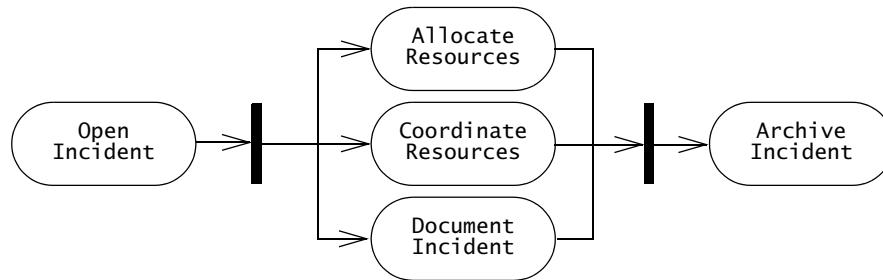 Open
Incident
Allocate
Resources
Coordinate
Resources
Document
Incident
Archive
Incident